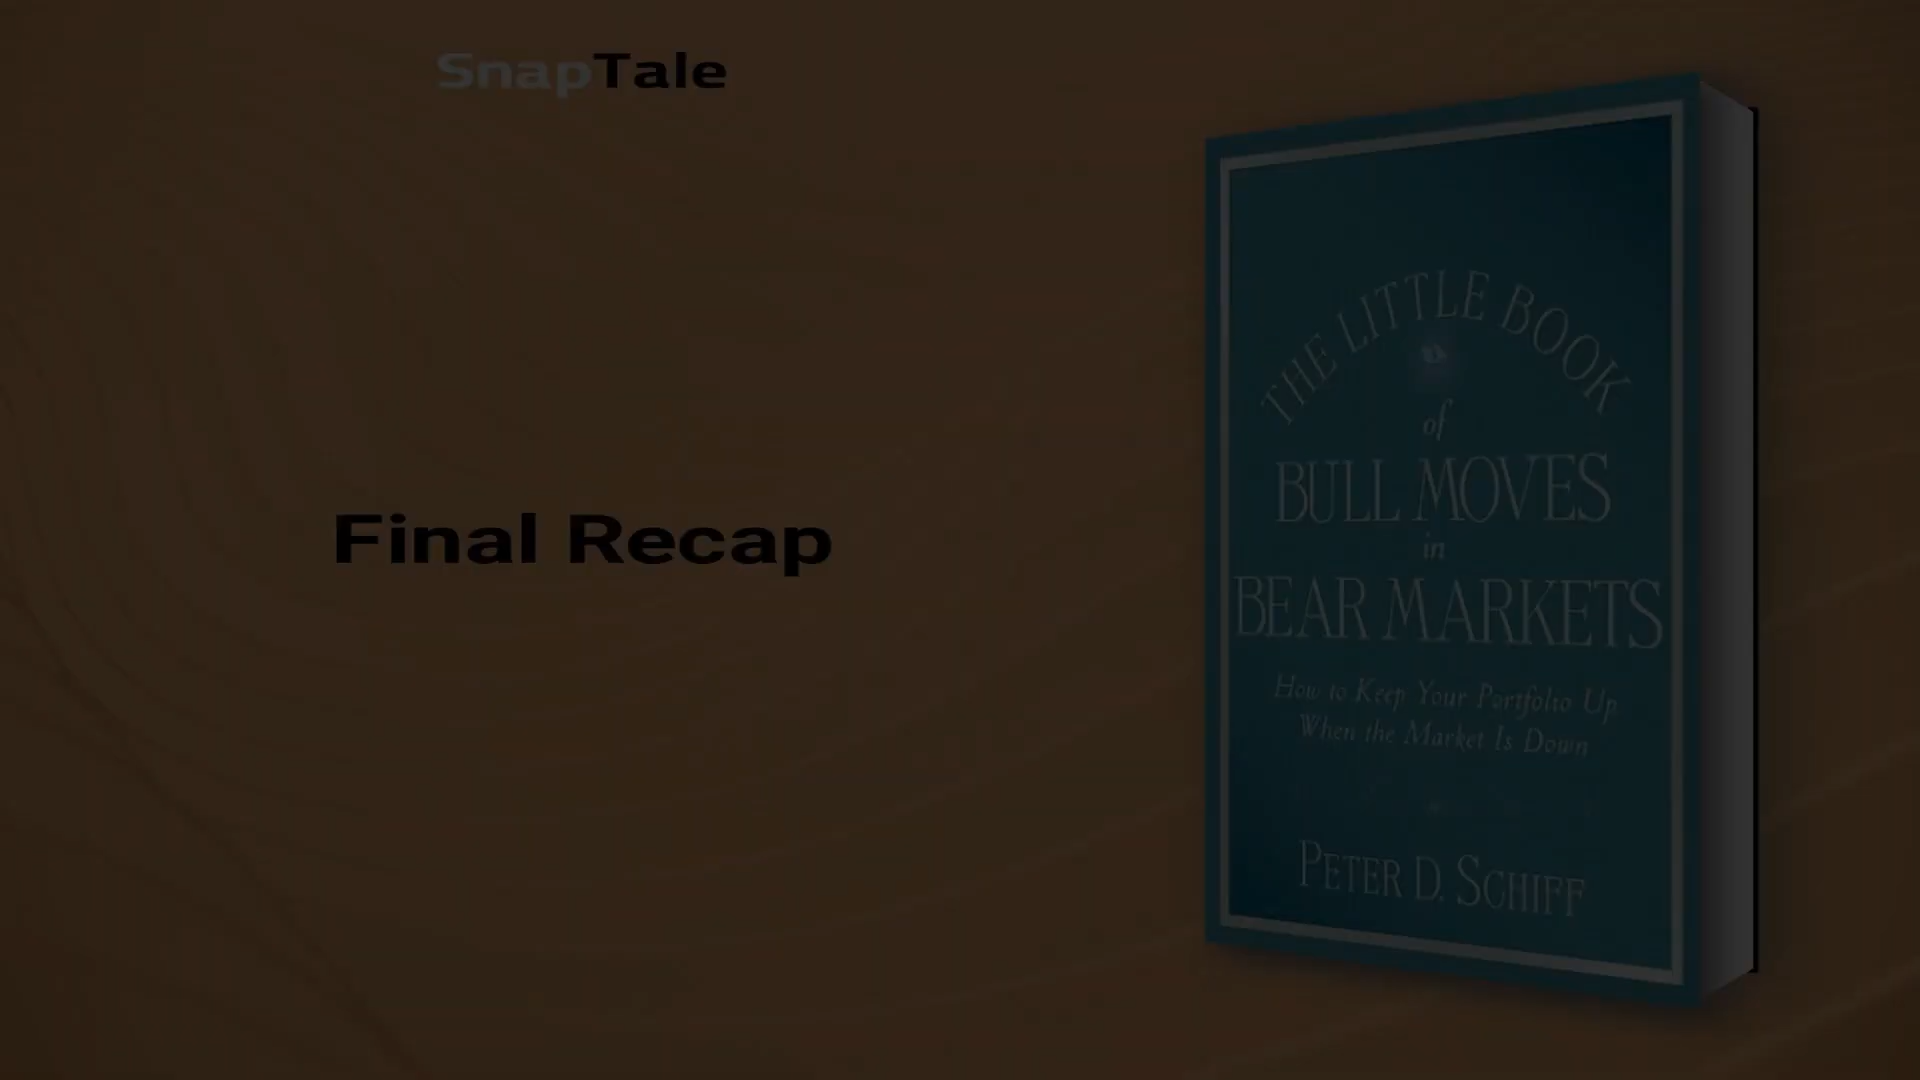 SnapTale
Final Recap
THE LITTLE BOOK
of
BULL MOVES
in
BEAR MARKETS
How to Keep Your Portfolio Up
When the Market Is Down
PETER D. SCHIFF